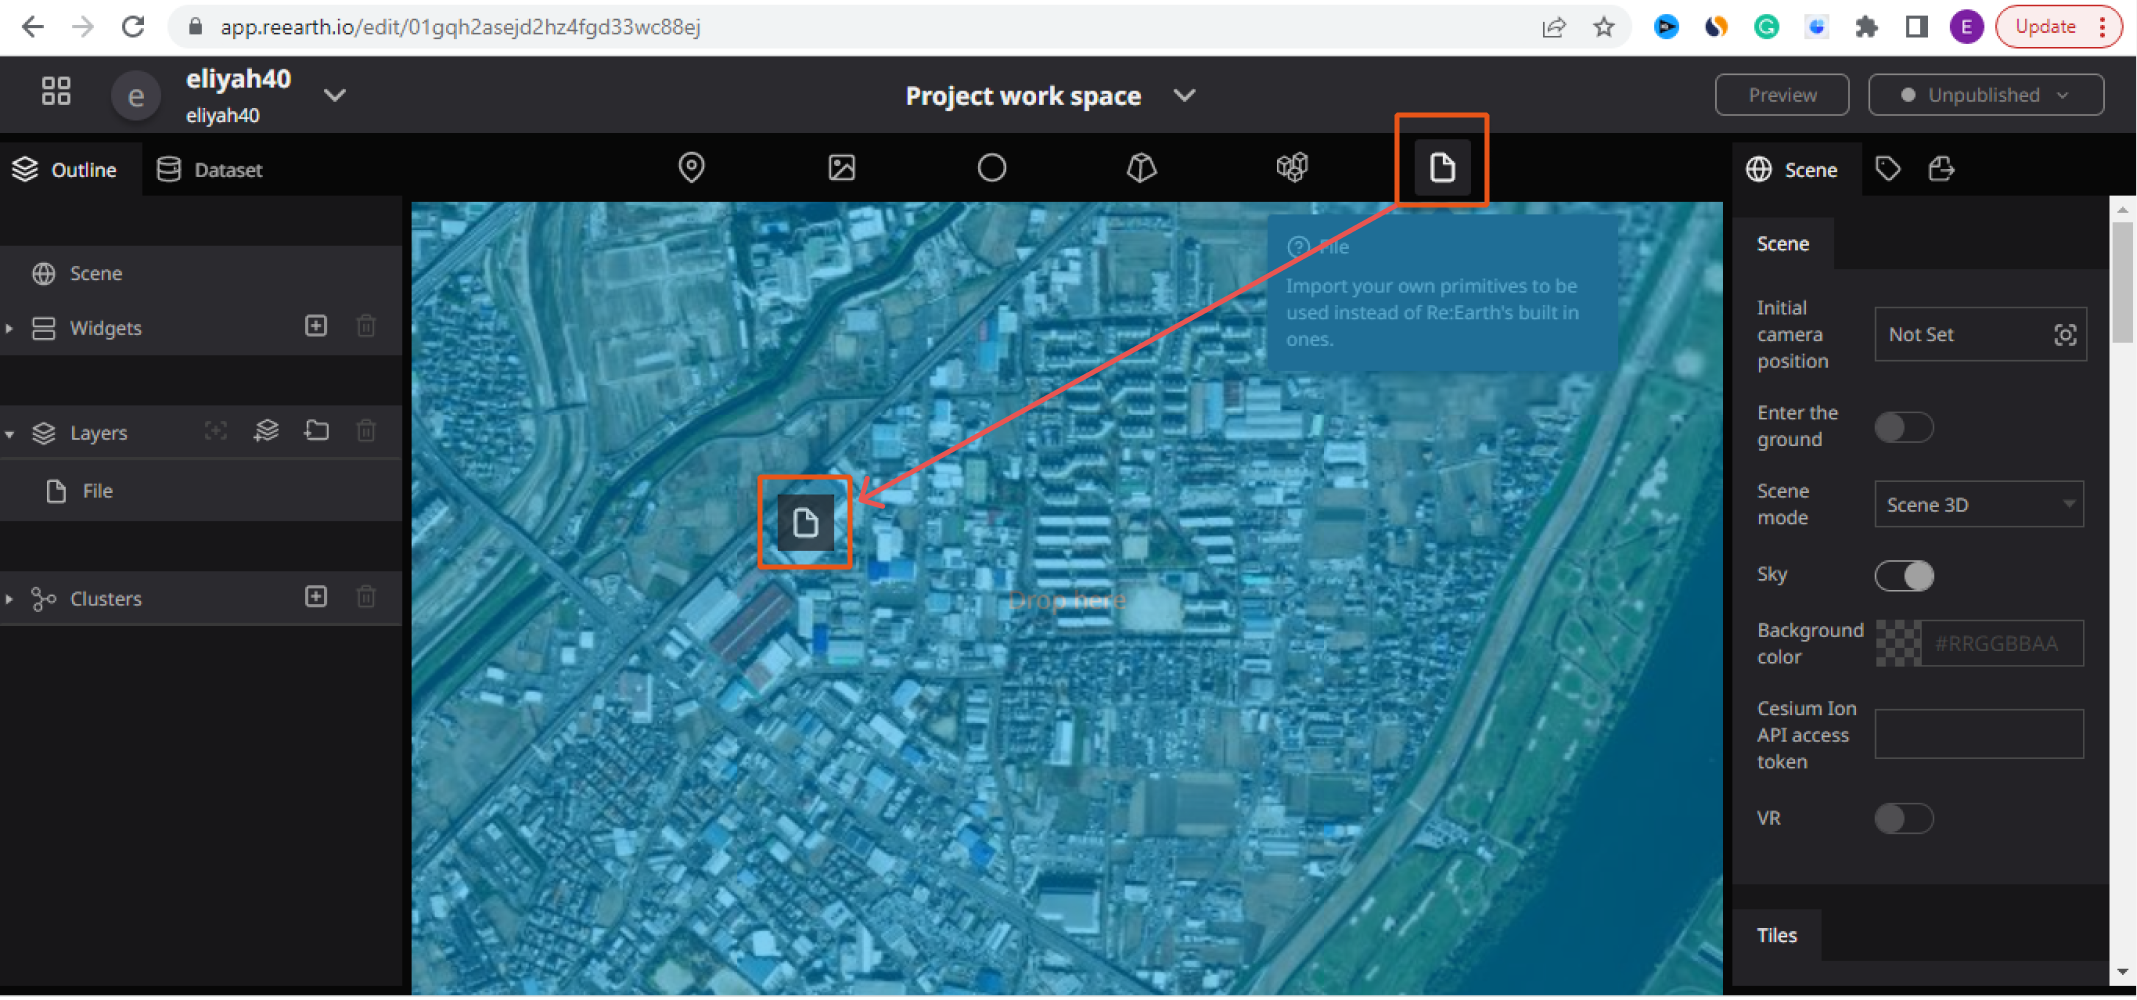 app.reearth.io/edit/01gqh2asejd2hz4fgd33wc88ej
E
Update
e
eliyah40
eliyah40
Project work space
Preview
Unpublished
Outline
Dataset
Scene
Scene
Widgets
Layers
File
Clusters
File
Import your own primitives to be
used instead of Re:Earth's built in
ones.
Drop here
Scene
Initial
camera
position
Not Set
Enter the
ground
Scene
mode
Scene 3D
Sky
Background
color
#RRGGBBAA
Cesium Ion
API access
token
VR
Tiles